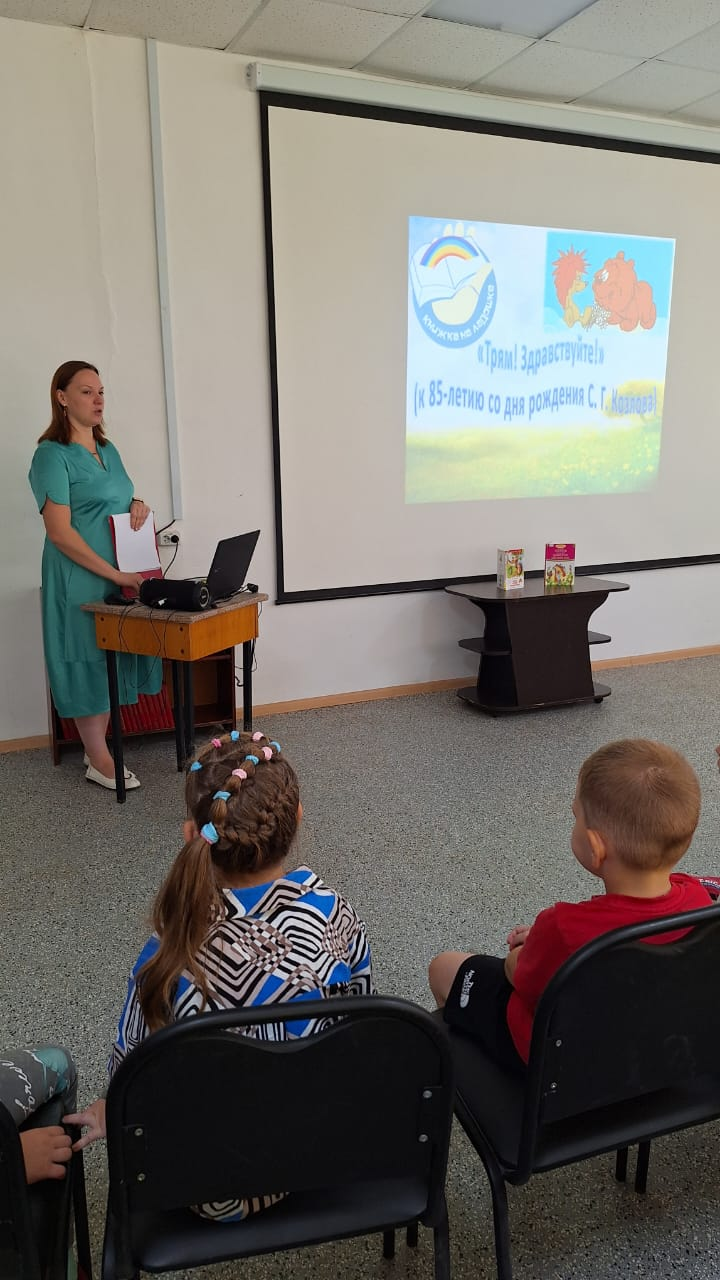 книжка на ладошке
«Трям! Здравствуйте!»
(к 85-летию со дня рождения С. Г. Козлова)